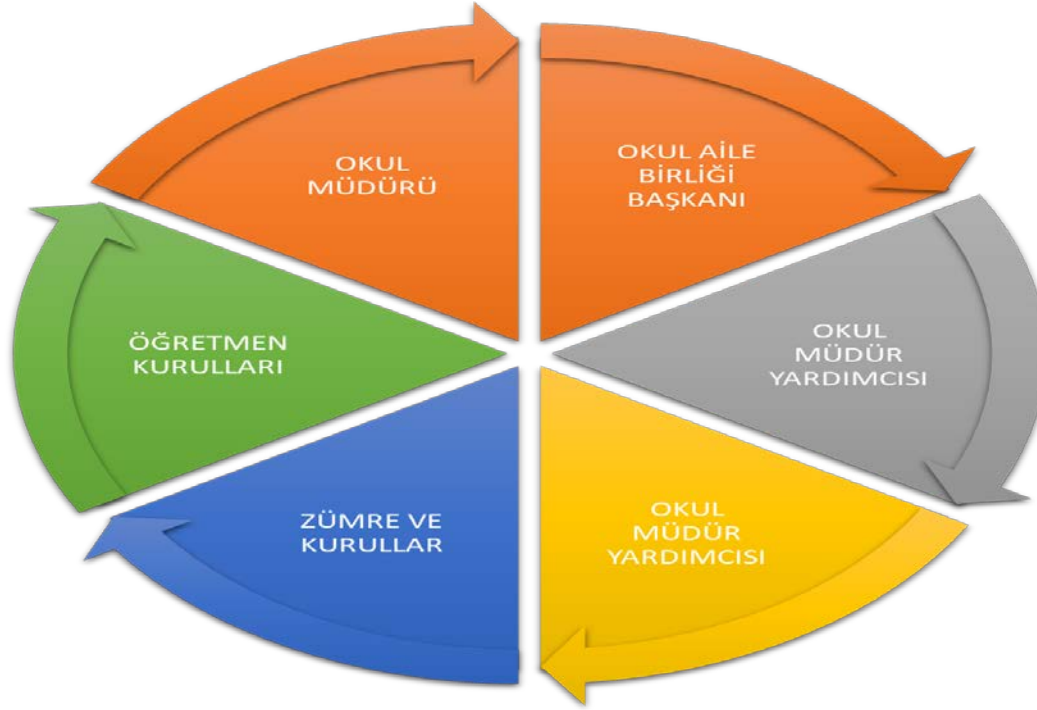 OKUL
MÜDÜRÜ
OKUL AİLE
BİRLİĞİ
BAŞKANI
OKUL
MÜDÜR
YARDIMCISI
OKUL
MÜDÜR
YARDIMCISI
ZÜMRE VE
KURULLAR
ÖĞRETMEN
KURULLARI